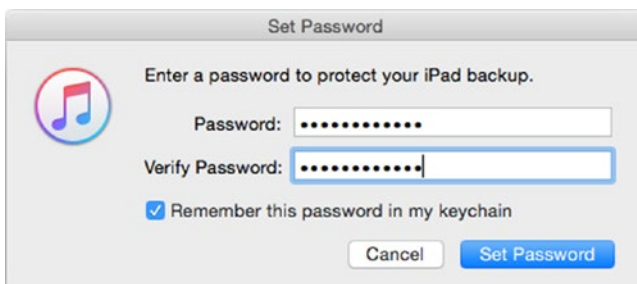 Set Password
Enter a password to protect your iPad backup.
Password: ••••••••••••
Verify Password: ••••••••••••
Remember this password in my keychain
Cancel Set Password